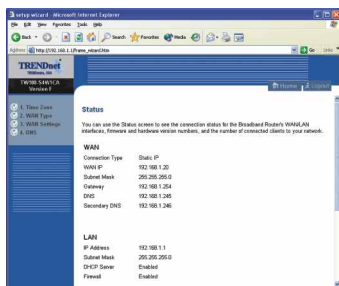 setup wizard - Microsoft Internet Explorer
File Edit View Favorites Tools Help
Back Search Favorites Media
Address http://192.168.1.1/frame_wizard.htm Go Links
TRENDnet
TRENDware, USA
TW100-S4W1CA
Version F
Home Logout
1. Time Zone
2. WAN Type
3. WAN Settings
4. DNS
Status
You can use the Status screen to see the connection status for the Broadband Router's WAN/LAN
interfaces, firmware and hardware version numbers, and the number of connected clients to your network.
WAN
Connection Type Static IP
WAN IP 192.168.1.20
Subnet Mask 255.255.255.0
Gateway 192.168.1.254
DNS 192.168.1.245
Secondary DNS 192.168.1.246
LAN
IP Address 192.168.1.1
Subnet Mask 255.255.255.0
DHCP Server Enabled
Firewall Enabled